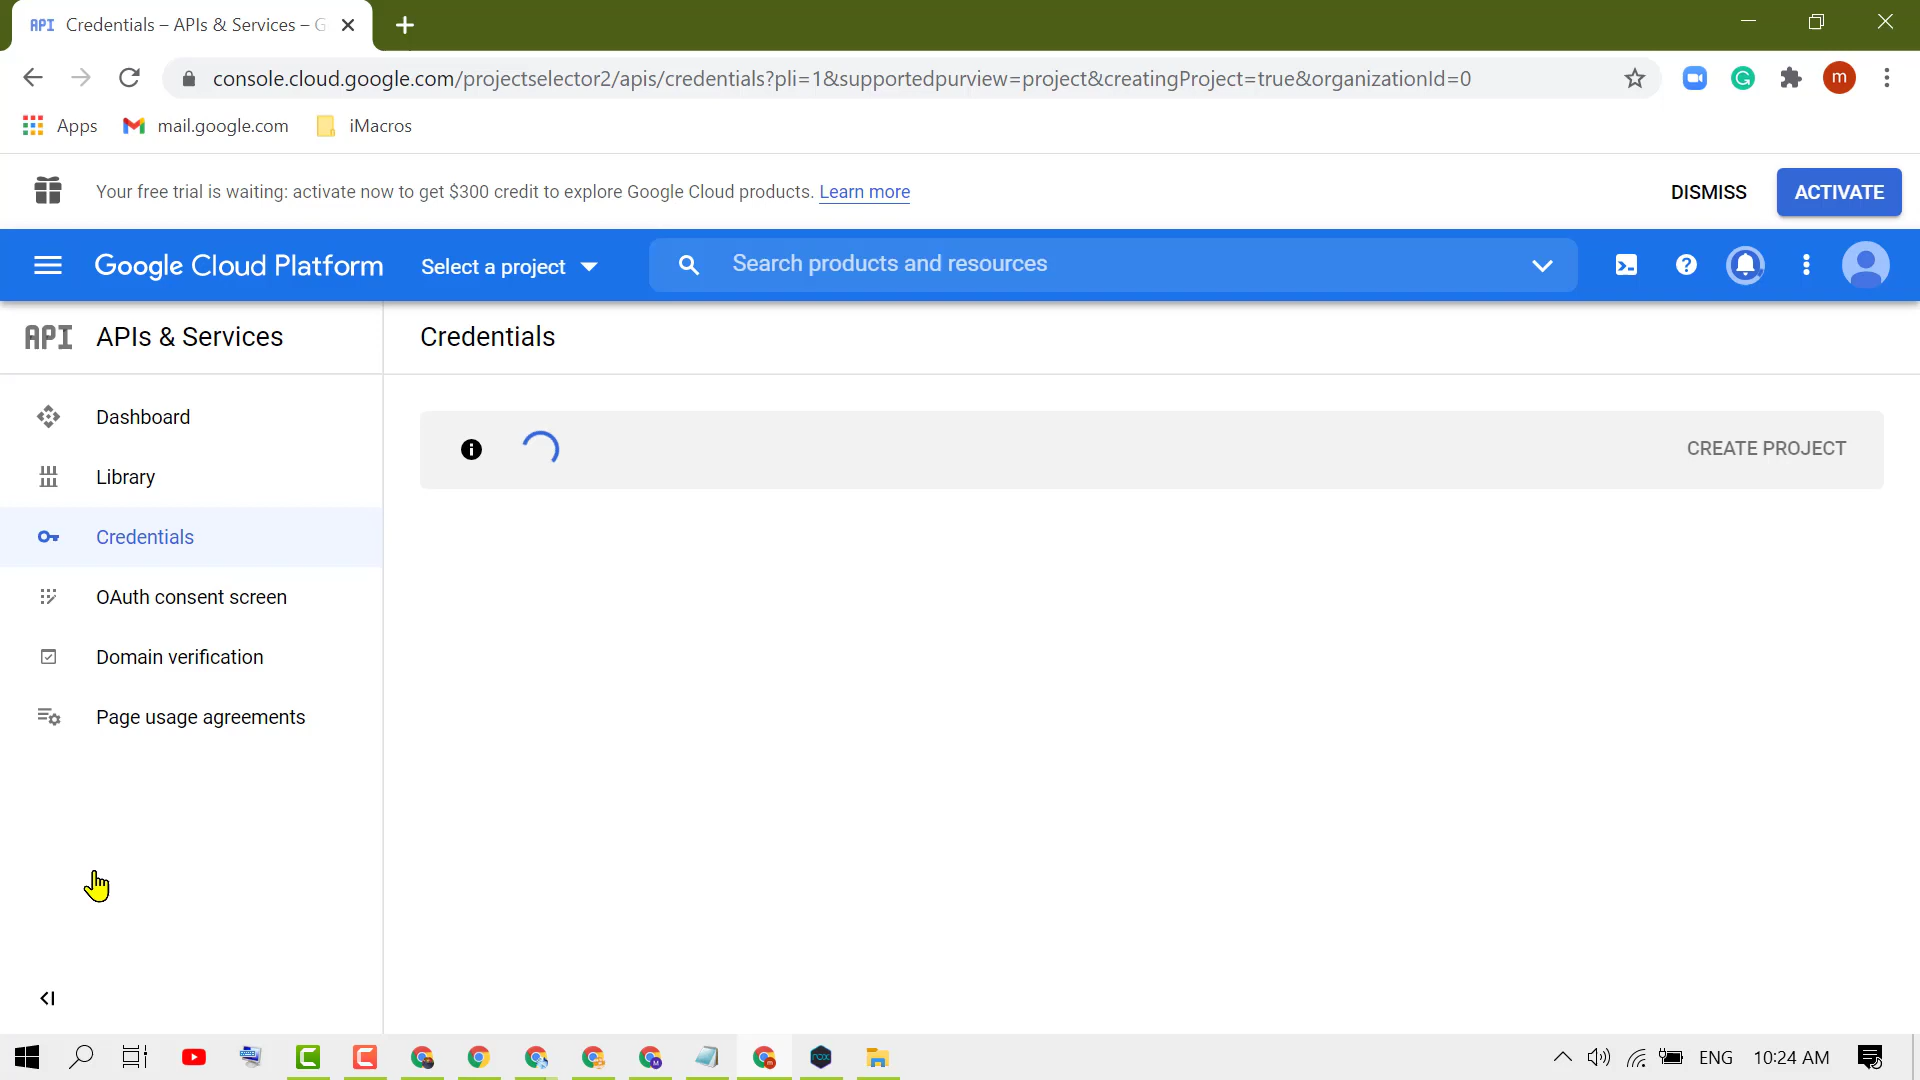 API Credentials – APIs & Services – G
console.cloud.google.com/projectselector2/apis/credentials?pli=1&supportedpurview=project&creatingProject=true&organizationId=0
m
Apps
mail.google.com
iMacros
Your free trial is waiting: activate now to get $300 credit to explore Google Cloud products. Learn more
DISMISS
ACTIVATE
Google Cloud Platform
Select a project
Search products and resources
API APIs & Services
Credentials
Dashboard
Library
Credentials
OAuth consent screen
Domain verification
Page usage agreements
CREATE PROJECT
ENG
10:24 AM